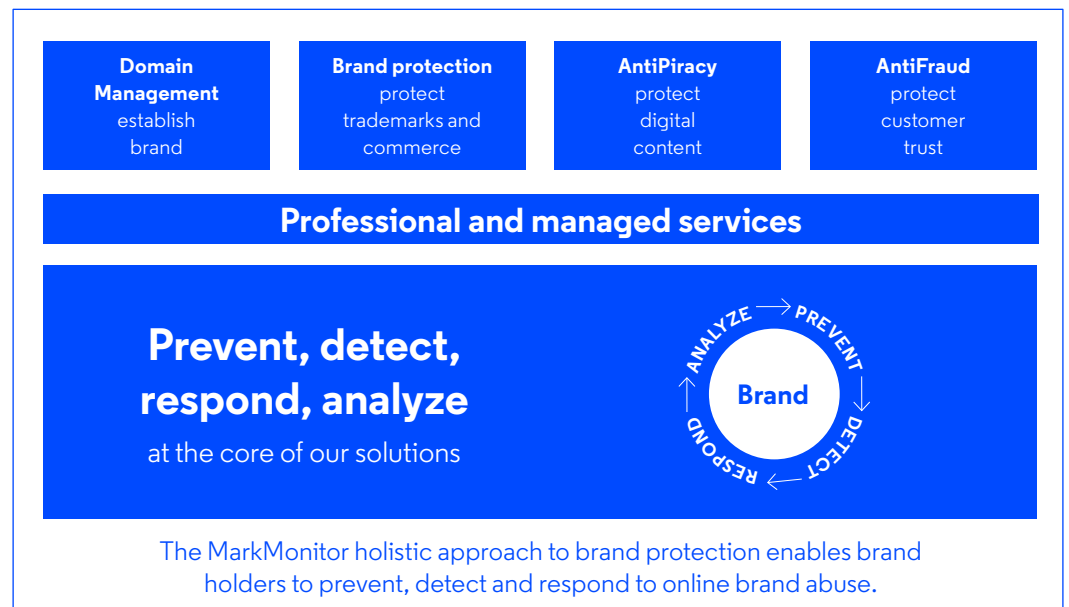 Domain
Management
establish
brand
Brand protection
protect
trademarks and
commerce
AntiPiracy
protect
digital
content
AntiFraud
protect
customer
trust
Professional and managed services
Prevent, detect,
respond, analyze
at the core of our solutions
ANALYZE
PREVENT
DETECT
RESPOND
Brand
The MarkMonitor holistic approach to brand protection enables brand
holders to prevent, detect and respond to online brand abuse.